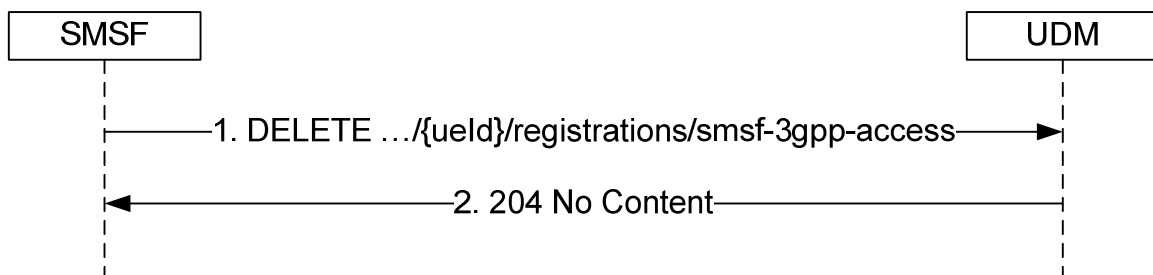 SMSF
UDM
1. DELETE …/{ueId}/registrations/smsf-3gpp-access
2. 204 No Content